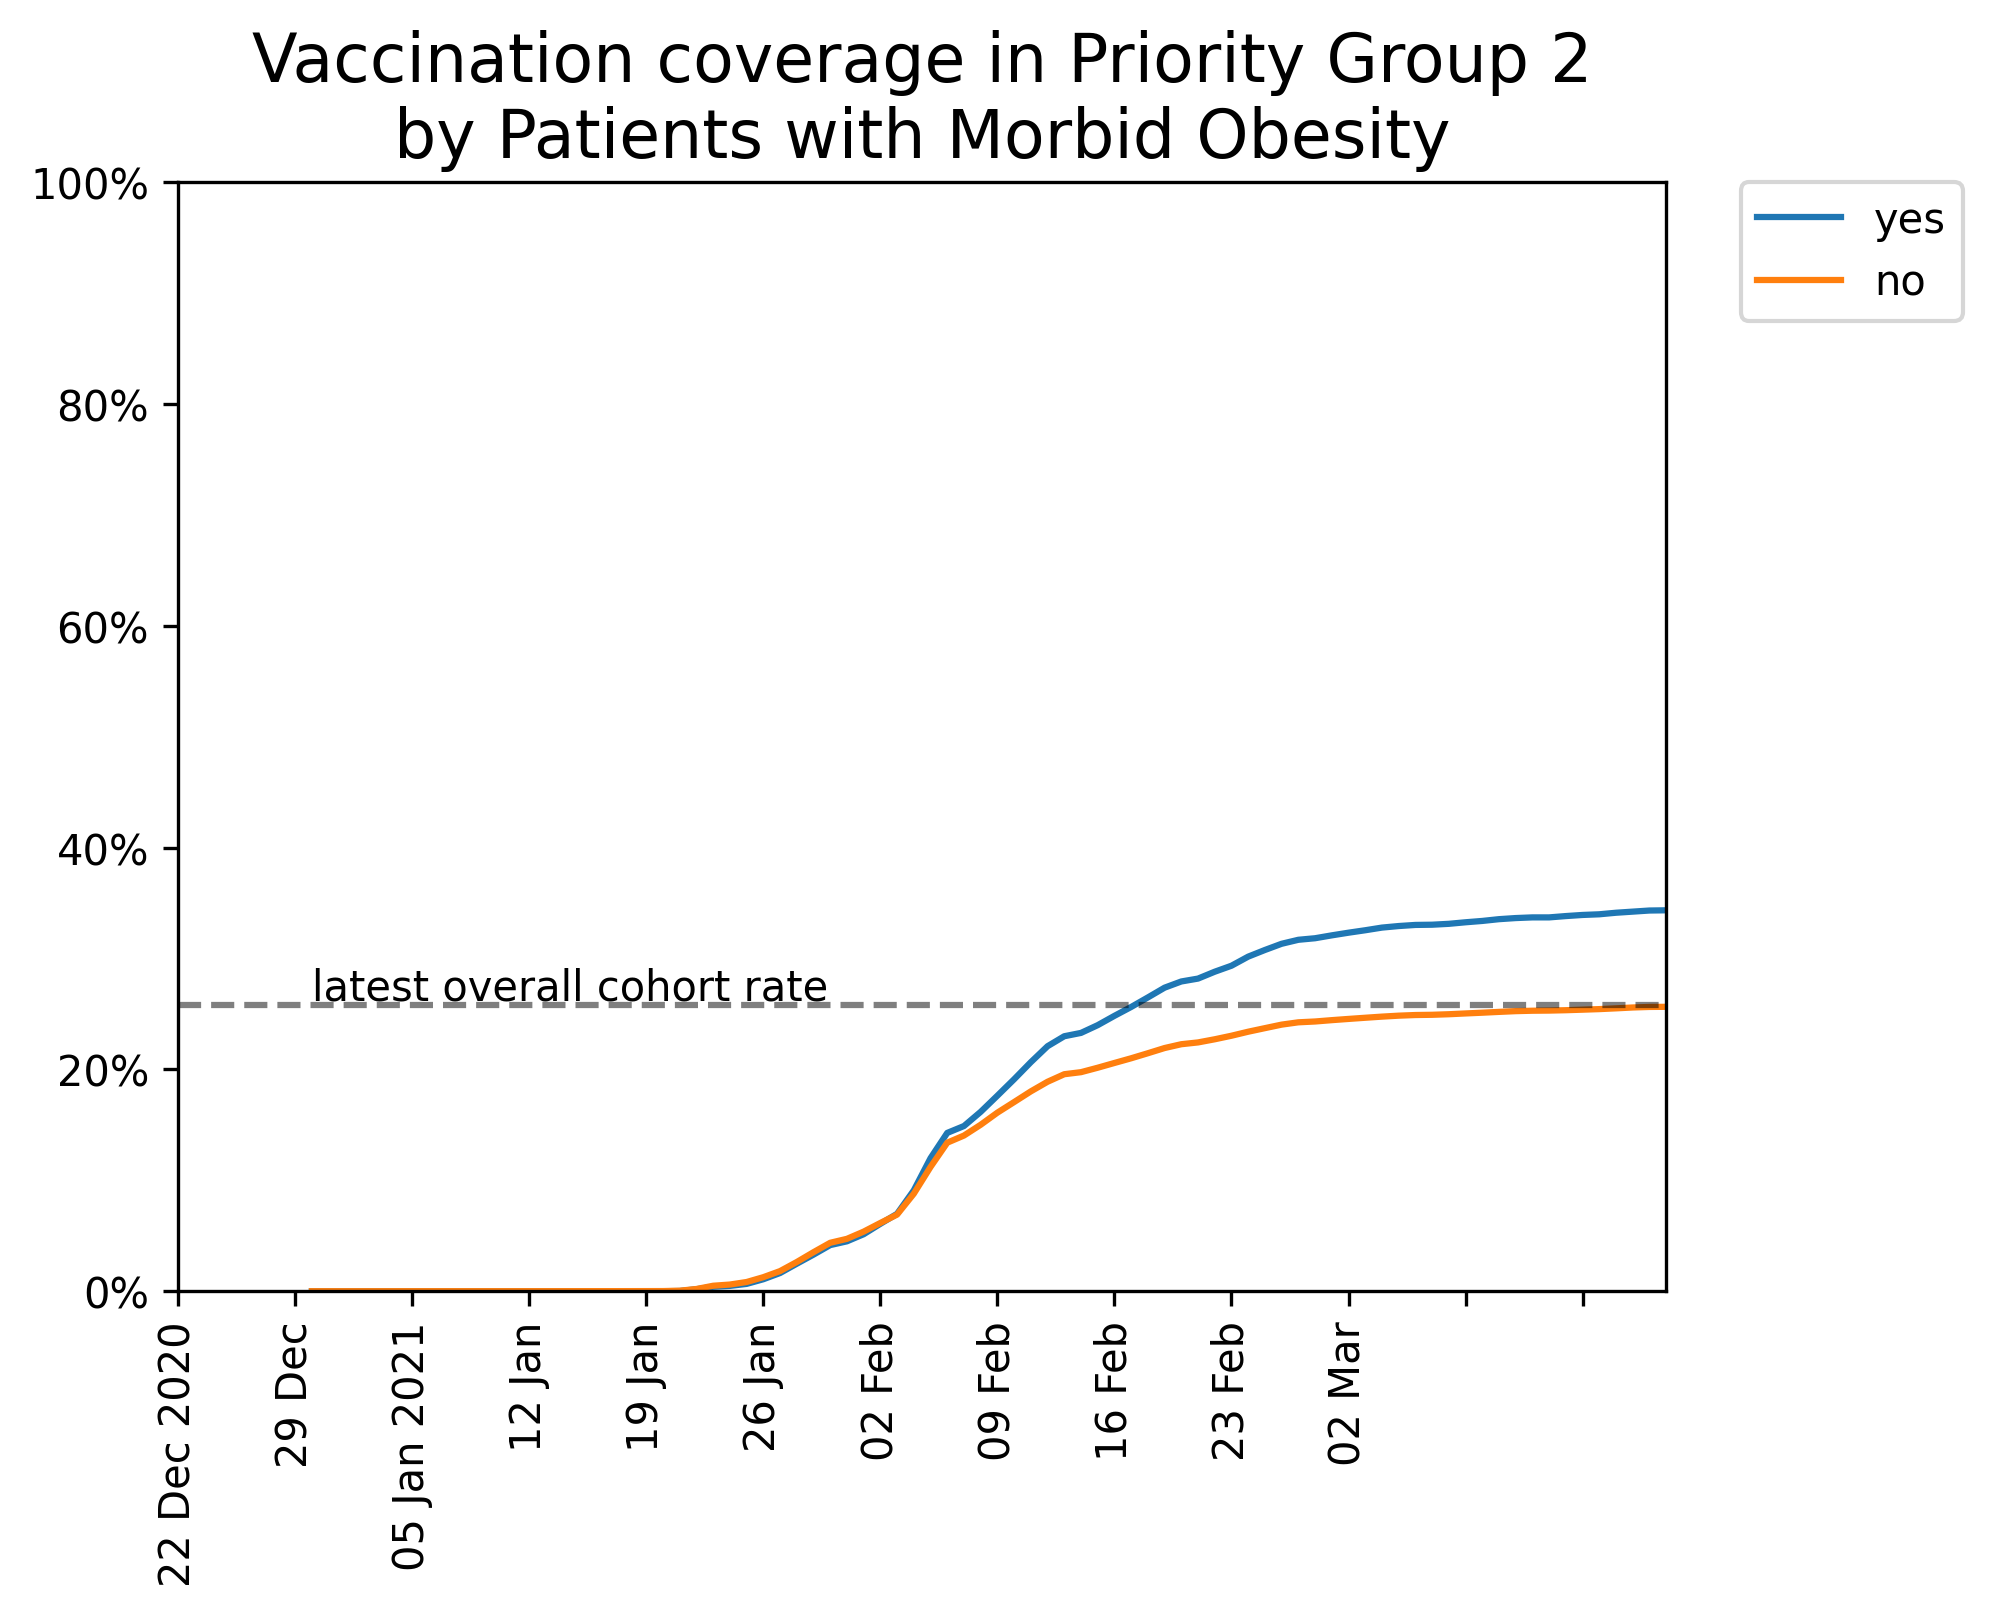 Vaccination coverage in Priority Group 2
by Patients with Morbid Obesity
100%
80%
60%
40%
20%
0%
yes
no
latest overall cohort rate
22 Dec 2020
29 Dec
05 Jan 2021
12 Jan
19 Jan
26 Jan
02 Feb
09 Feb
16 Feb
23 Feb
02 Mar